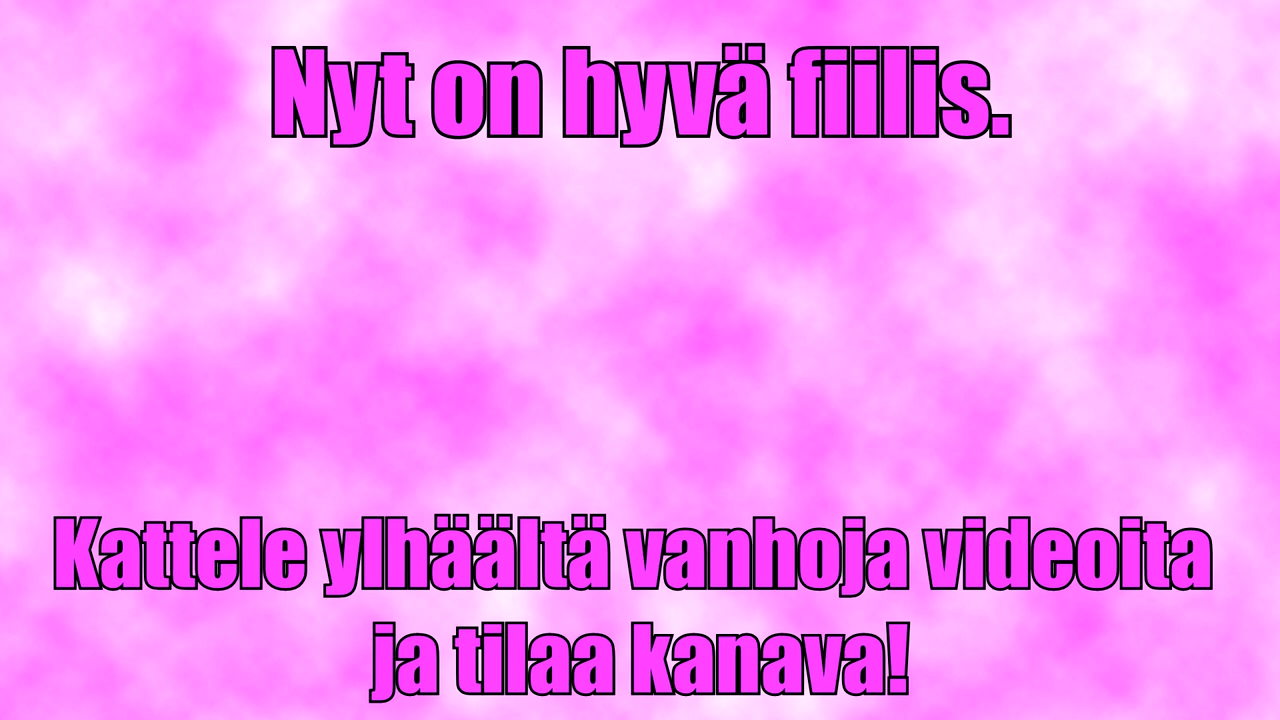 Nyt on hyvä fiilis.
Kattele ylhäältä vanhoja videoita
ja tilaa kanava!